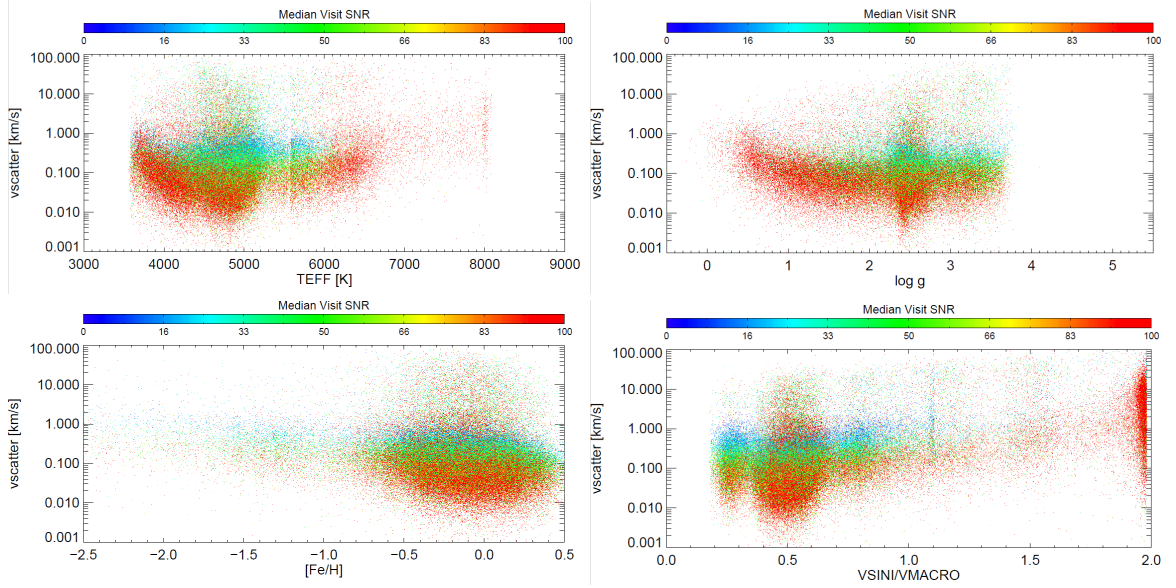 Median Visit SNR
0 16 33 50 66 83 100
100.000
10.000
1.000
0.100
0.010
0.001
vscatter [km/s]
3000 4000 5000 6000 7000 8000 9000
TEFF [K]
Median Visit SNR
0 16 33 50 66 83 100
100.000
10.000
1.000
0.100
0.010
0.001
vscatter [km/s]
0 1 2 3 4 5
log g
Median Visit SNR
0 16 33 50 66 83 100
100.000
10.000
1.000
0.100
0.010
0.001
vscatter [km/s]
−2.5 −2.0 −1.5 −1.0 −0.5 0.0 0.5
[Fe/H]
Median Visit SNR
0 16 33 50 66 83 100
100.000
10.000
1.000
0.100
0.010
0.001
vscatter [km/s]
0.0 0.5 1.0 1.5 2.0
VSINI/VMACRO